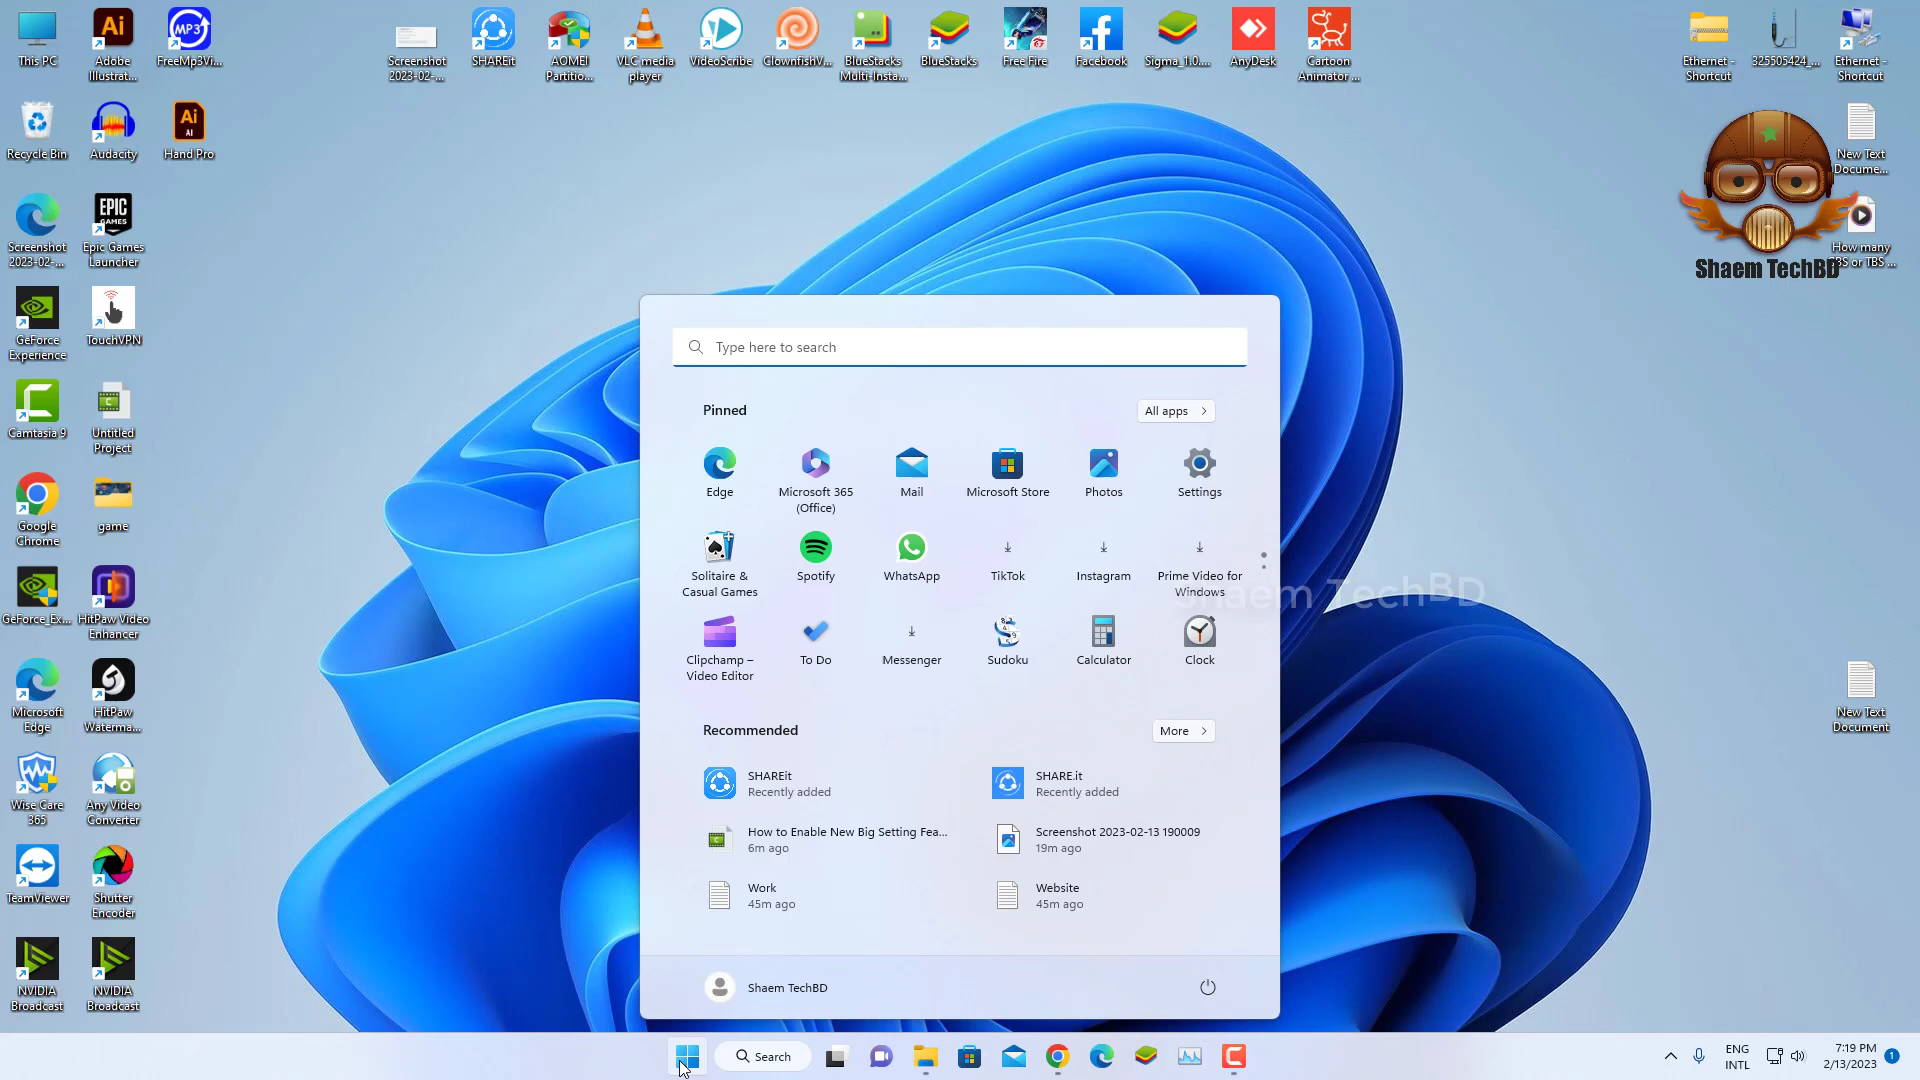 This PC
Adobe
Illustrat...
FreeMp3Vi...
Screenshot
2023-02-...
SHAREit
AOMEI
Partitio...
VLC media
player
VideoScribe
ClownfishV...
BlueStacks
Multi-Insta...
BlueStacks
Free Fire
Facebook
Sigma_1.0....
AnyDesk
Cartoon
Animator ...
Ethernet -
Shortcut
325505424_...
Ethernet -
Shortcut
Recycle Bin
Audacity
Hand Pro
New Text
Docume...
Screenshot
2023-02-...
Epic Games
Launcher
How many
Shaem TechBD
GeForce
Experience
TouchVPN
Camtasia 9
Untitled
Project
Google
Chrome
game
GeForce_Ex...
HitPaw Video
Enhancer
Microsoft
Edge
HitPaw
Waterma...
New Text
Document
Wise Care
365
Any Video
Converter
TeamViewer
Shutter
Encoder
NVIDIA
Broadcast
NVIDIA
Broadcast
Type here to search
Pinned
All apps
Edge
Microsoft 365
(Office)
Mail
Microsoft Store
Photos
Settings
Solitaire &
Casual Games
Spotify
WhatsApp
TikTok
Instagram
Prime Video for
Windows
Shaem TechBD
Clipchamp –
Video Editor
To Do
Messenger
Sudoku
Calculator
Clock
Recommended
More
SHAREit
Recently added
SHARE.it
Recently added
How to Enable New Big Setting Fea...
6m ago
Screenshot 2023-02-13 190009
19m ago
Work
45m ago
Website
45m ago
Shaem TechBD
Search
ENG
INTL
7:19 PM
2/13/2023
1